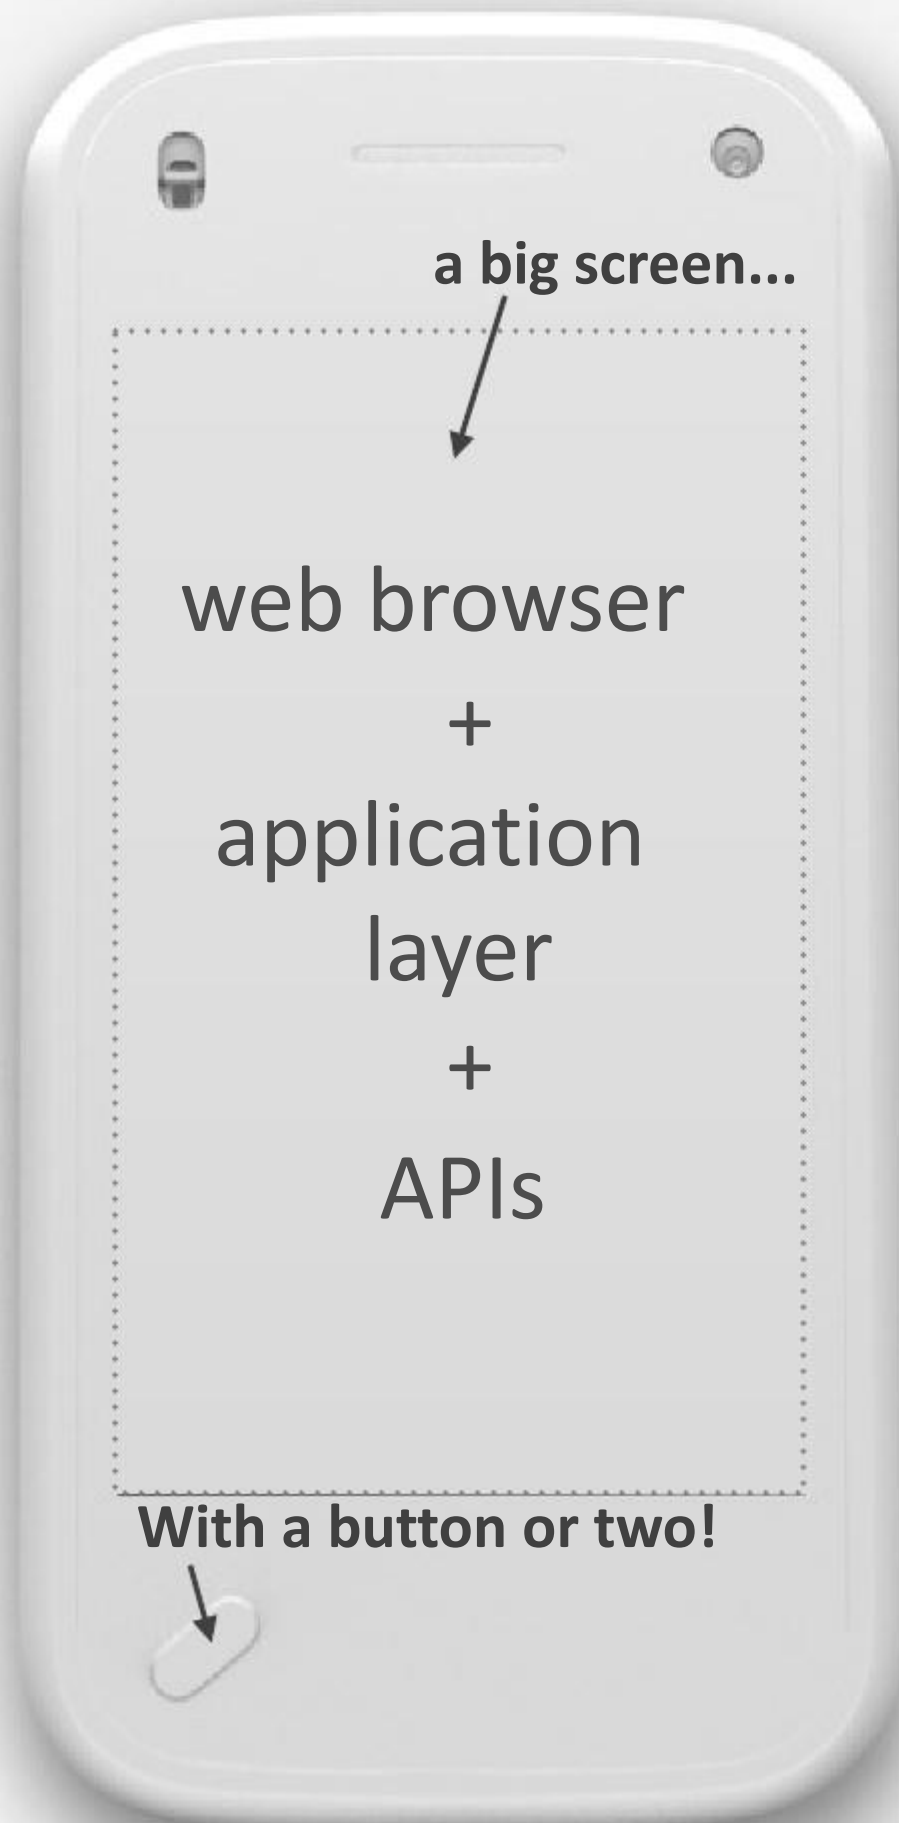 a big screen...
web browser
+
application
layer
+
APIs
With a button or two!